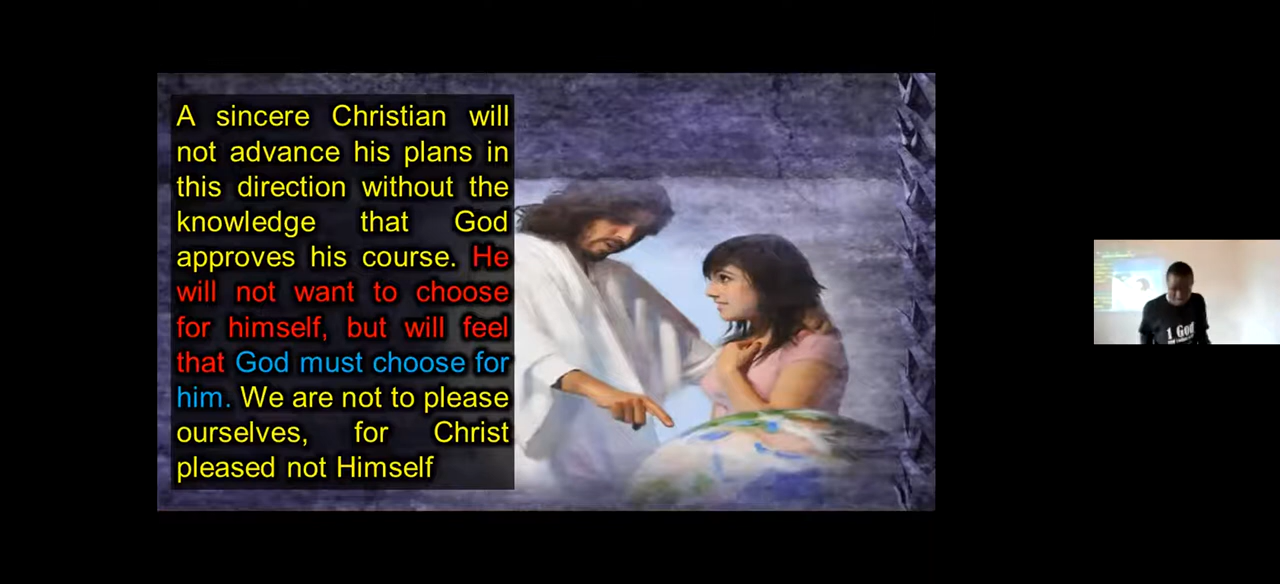 A sincere Christian will
not advance his plans in
this direction without the
knowledge that God
approves his course. He
will not want to choose
for himself, but will feel
that God must choose for
him. We are not to please
ourselves, for Christ
pleased not Himself
1 God